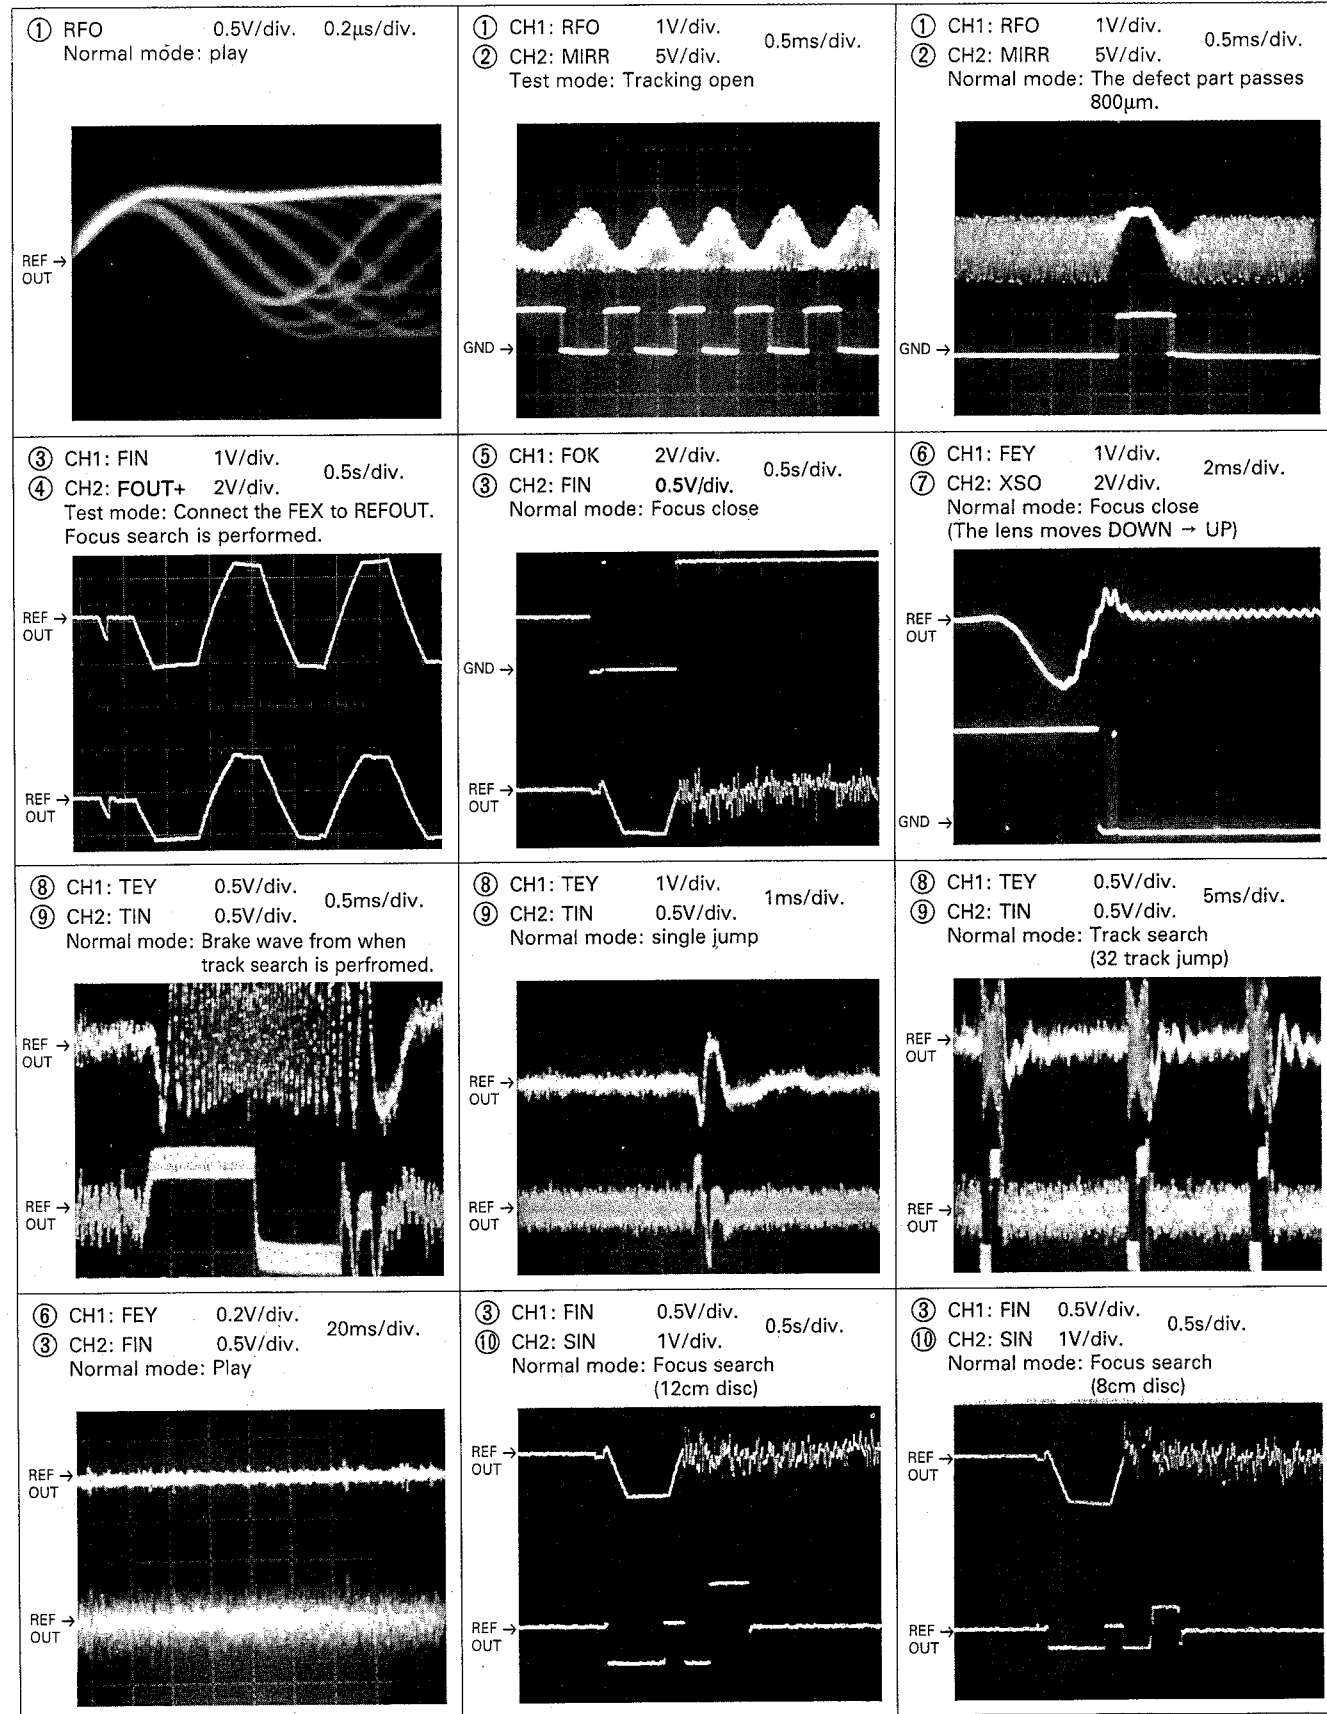 ① RFO 0.5V/div. 0.2μs/div.
Normal mode: play
REF →
OUT
① CH1: RFO 1V/div. 0.5ms/div.
② CH2: MIRR 5V/div.
Test mode: Tracking open
GND →
① CH1: RFO 1V/div. 0.5ms/div.
② CH2: MIRR 5V/div.
Normal mode: The defect part passes
800μm.
GND →
③ CH1: FIN 1V/div. 0.5s/div.
④ CH2: FOUT+ 2V/div.
Test mode: Connect the FEX to REFOUT.
Focus search is performed.
REF →
OUT
REF →
OUT
⑤ CH1: FOK 2V/div. 0.5s/div.
③ CH2: FIN 0.5V/div.
Normal mode: Focus close
GND →
REF →
OUT
⑥ CH1: FEY 1V/div. 2ms/div.
⑦ CH2: XSO 2V/div.
Normal mode: Focus close
(The lens moves DOWN → UP)
REF →
OUT
GND →
⑧ CH1: TEY 0.5V/div. 0.5ms/div.
⑨ CH2: TIN 0.5V/div.
Normal mode: Brake wave from when
track search is perfromed.
REF →
OUT
REF →
OUT
⑧ CH1: TEY 1V/div. 1ms/div.
⑨ CH2: TIN 0.5V/div.
Normal mode: single jump
REF →
OUT
REF →
OUT
⑧ CH1: TEY 0.5V/div. 5ms/div.
⑨ CH2: TIN 0.5V/div.
Normal mode: Track search
(32 track jump)
REF →
OUT
REF →
OUT
⑥ CH1: FEY 0.2V/div. 20ms/div.
③ CH2: FIN 0.5V/div.
Normal mode: Play
REF →
OUT
REF →
OUT
③ CH1: FIN 0.5V/div. 0.5s/div.
⑩ CH2: SIN 1V/div.
Normal mode: Focus search
(12cm disc)
REF →
OUT
REF →
OUT
③ CH1: FIN 0.5V/div. 0.5s/div.
⑩ CH2: SIN 1V/div.
Normal mode: Focus search
(8cm disc)
REF →
OUT
REF →
OUT